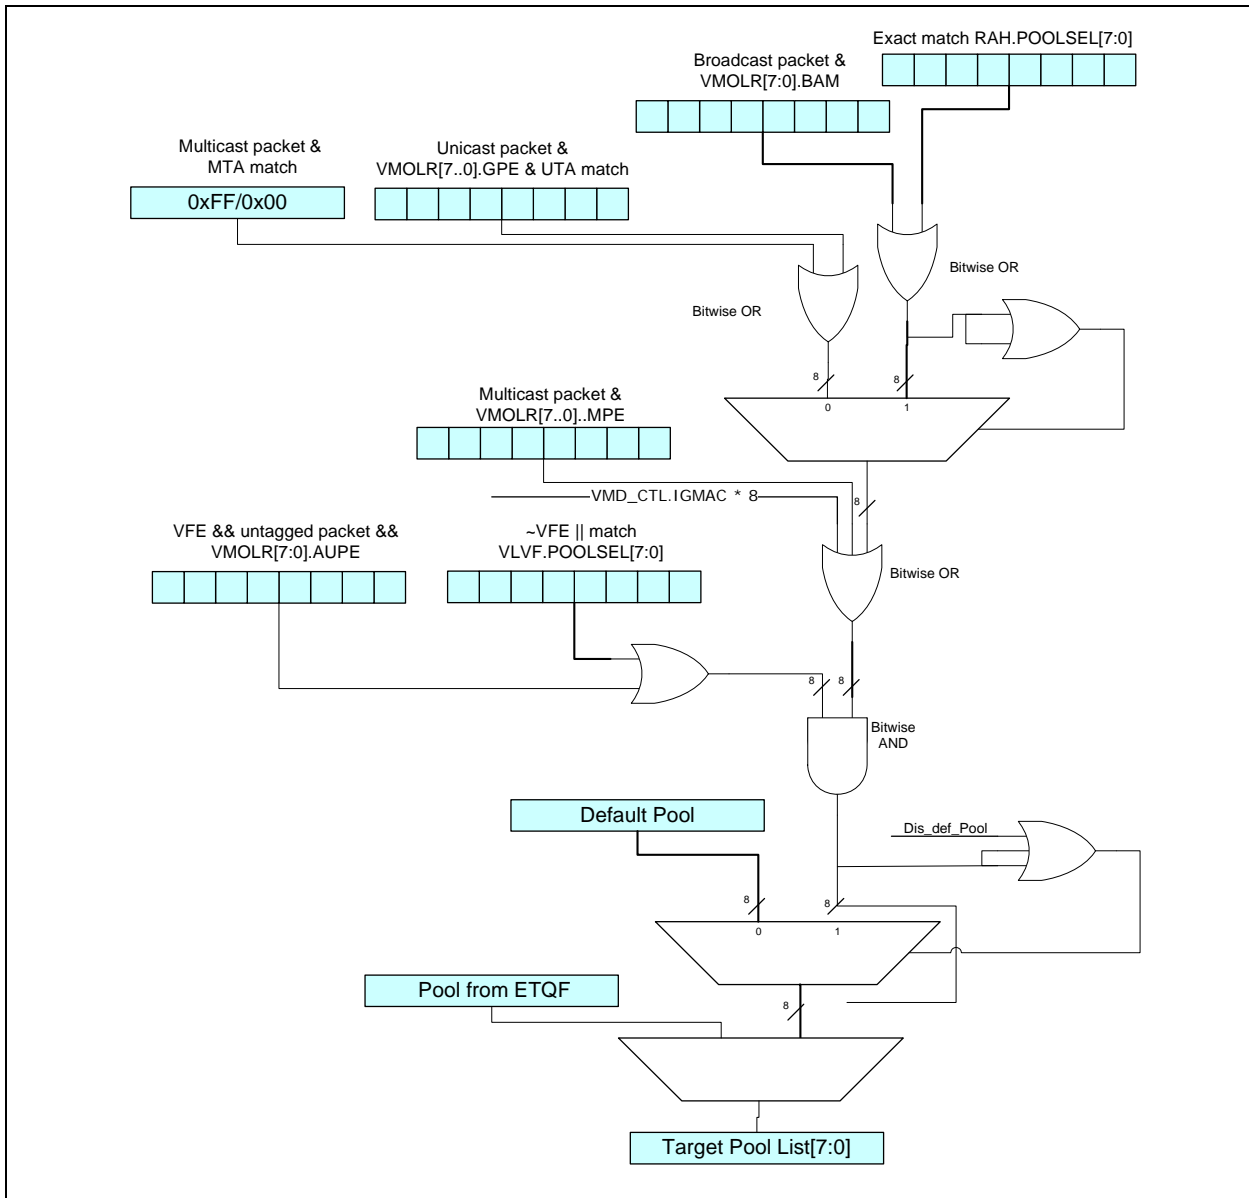 Exact match RAH.POOLSEL[7:0]
Broadcast packet &
VMOLR[7:0].BAM
Multicast packet &
MTA match
0xFF/0x00
Unicast packet &
VMOLR[7..0].GPE & UTA match
Bitwise OR
Bitwise OR
8
8
0
1
Multicast packet &
VMOLR[7..0]..MPE
VMD_CTL.IGMAC * 8
8
VFE && untagged packet &&
VMOLR[7:0].AUPE
~VFE || match
VLVF.POOLSEL[7:0]
Bitwise OR
8
8
Bitwise
AND
Default Pool
Dis_def_Pool
8
8
0
1
Pool from ETQF
8
Target Pool List[7:0]